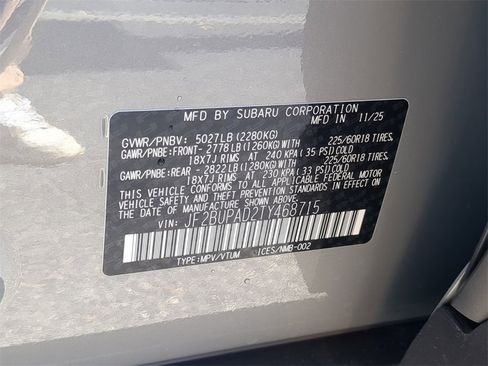 MFD BY SUBARU CORPORATION
MFD IN 11/25
GVWR/PNBV: 5027LB(2280KG)
GAWR/PNBE:FRONT- 2778LB(1260KG)WITH 225/60R18 TIRES.
18X7J RIMS AT 240 KPA( 35 PSI)COLD
GAWR/PNBE:REAR -2822LB(1280KG)WITH 225/60R18 TIRES.
18X7J RIMS AT 230 KPA( 33 PSI)COLD
THIS VEHICLE CONFORMS TO ALL APPLICABLE FEDERAL MOTOR
VEHICLE SAFETY AND THEFT PREVENTION STANDARDS IN EFFECT
ON THE DATE OF MANUFACTURE SHOWN ABOVE.
VIN: JF2BUPAD2TY468715
TYPE:MPV/VTUM ICES/NMB-002